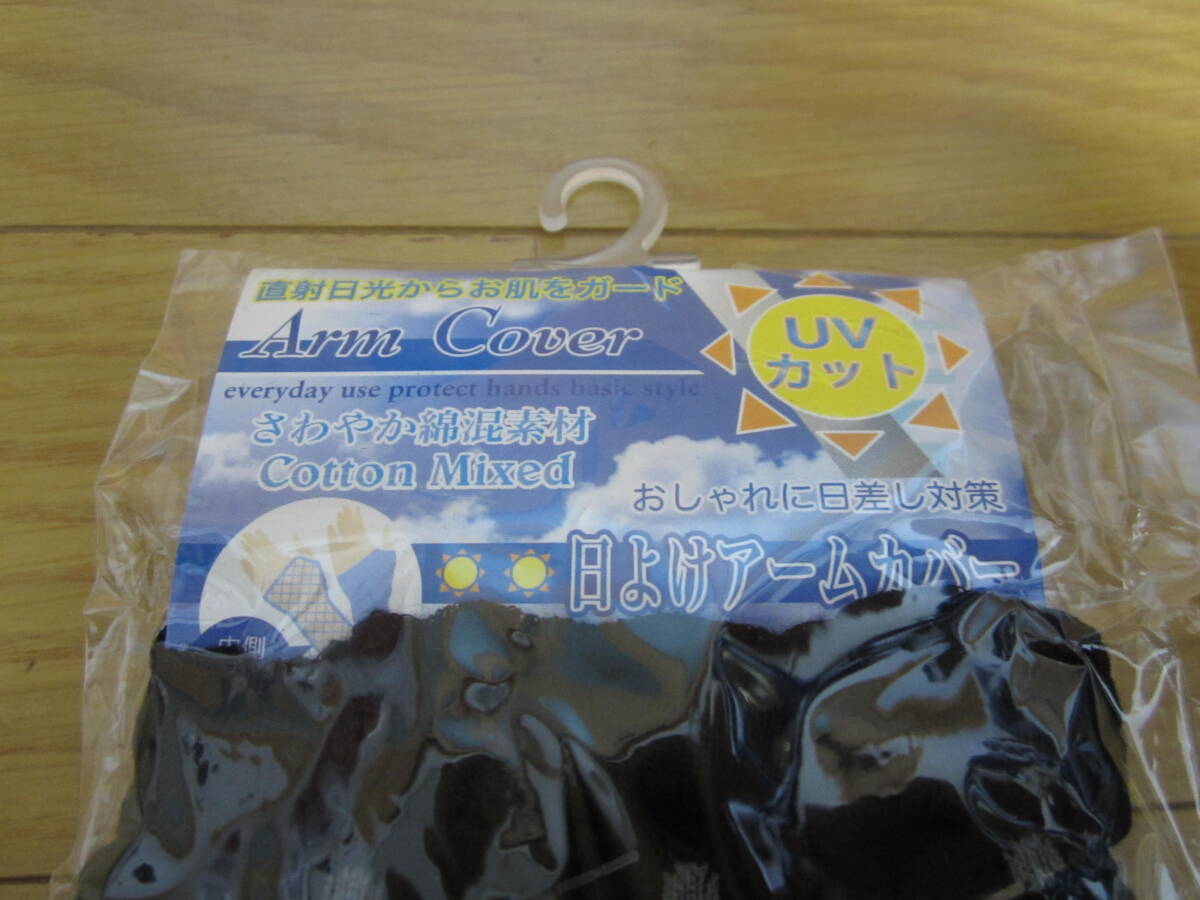 直射日光からお肌をガード
Arm Cover
UV
カット
everyday use protect hands basic style
さわやか綿混素材
Cotton Mixed
おしゃれに日差し対策
日よけアームカバー
内側